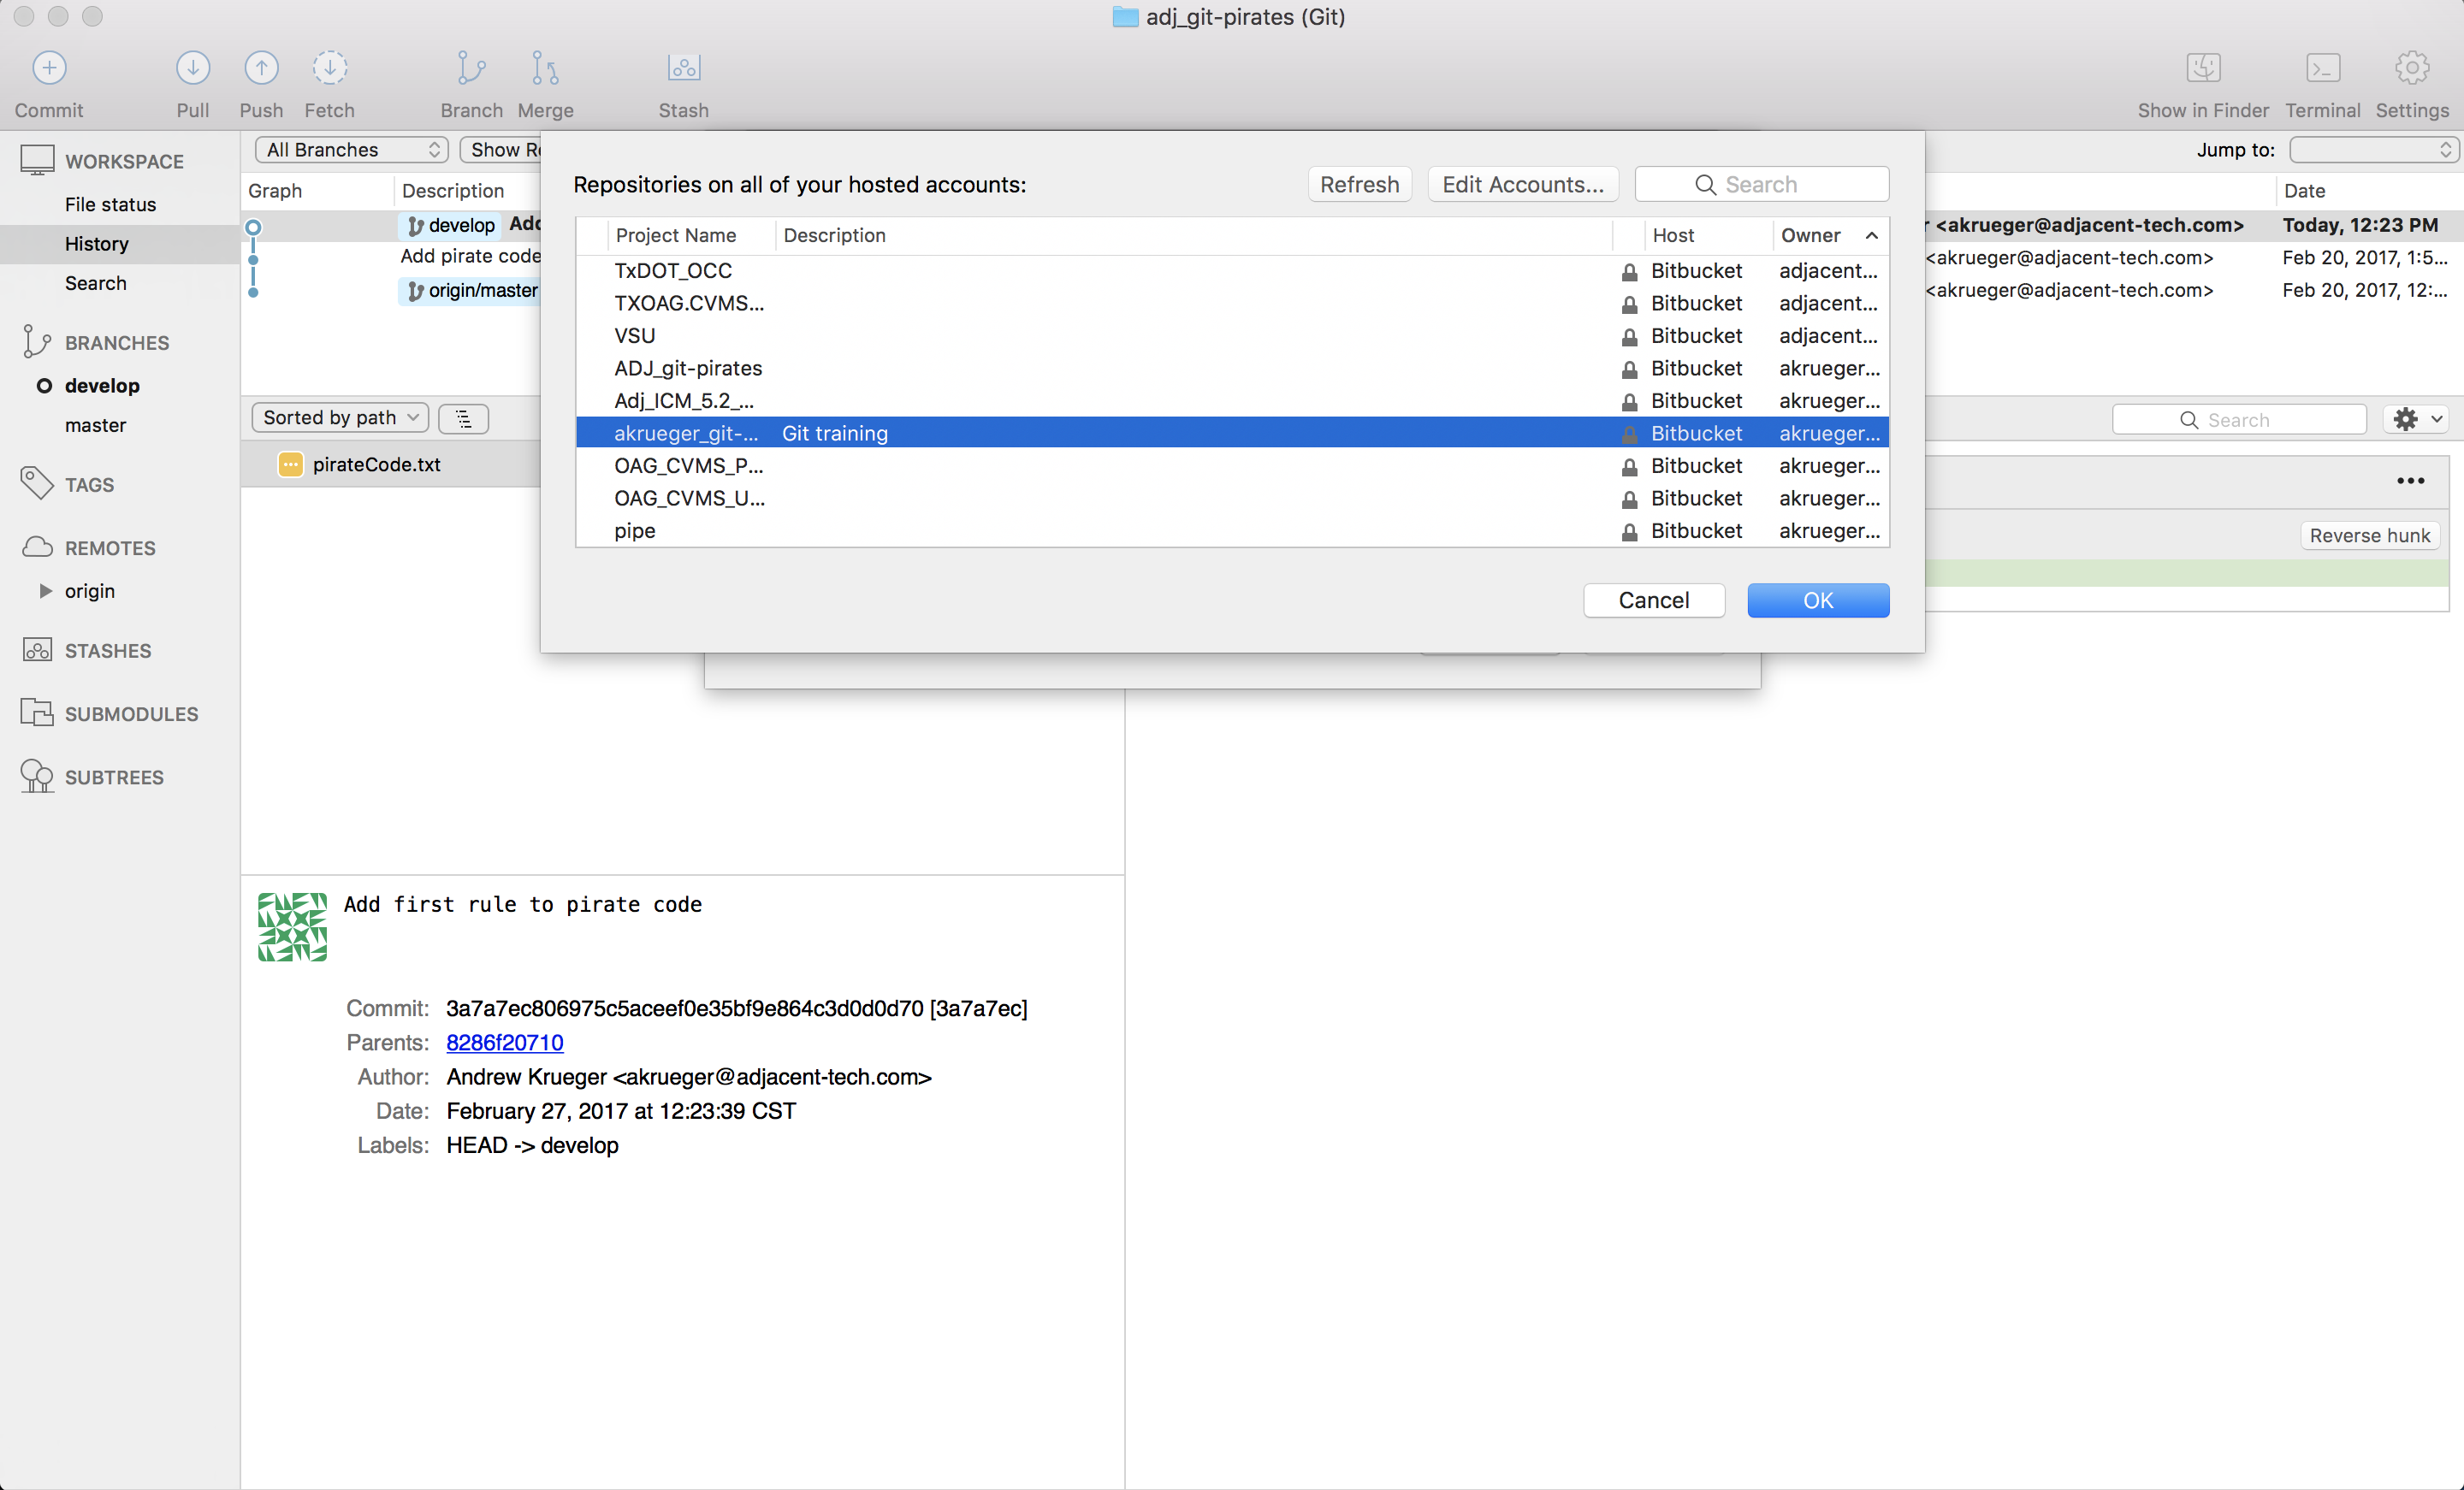 adj_git-pirates (Git)
Commit Pull Push Fetch Branch Merge Stash Show in Finder Terminal Settings
WORKSPACE
File status
History
Search
BRANCHES
develop
master
TAGS
REMOTES
origin
STASHES
SUBMODULES
SUBTREES
All Branches Show Jump to:
Graph Description Date
develop <akrueger@adjacent-tech.com> Today, 12:23 PM
Add pirate code <akrueger@adjacent-tech.com> Feb 20, 2017, 1:5...
origin/master <akrueger@adjacent-tech.com> Feb 20, 2017, 12:...
Sorted by path Search
pirateCode.txt
Reverse hunk
Repositories on all of your hosted accounts: Refresh Edit Accounts... Search
Project Name Description Host Owner
TxDOT_OCC Bitbucket adjacent...
TXOAG.CVMS... Bitbucket adjacent...
VSU Bitbucket adjacent...
ADJ_git-pirates Bitbucket akrueger...
Adj_ICM_5.2_... Bitbucket akrueger...
akrueger_git-... Git training Bitbucket akrueger...
OAG_CVMS_P... Bitbucket akrueger...
OAG_CVMS_U... Bitbucket akrueger...
pipe Bitbucket akrueger...
Cancel OK
Add first rule to pirate code
Commit: 3a7a7ec806975c5aceef0e35bf9e864c3d0d0d70 [3a7a7ec]
Parents: 8286f20710
Author: Andrew Krueger <akrueger@adjacent-tech.com>
Date: February 27, 2017 at 12:23:39 CST
Labels: HEAD -> develop